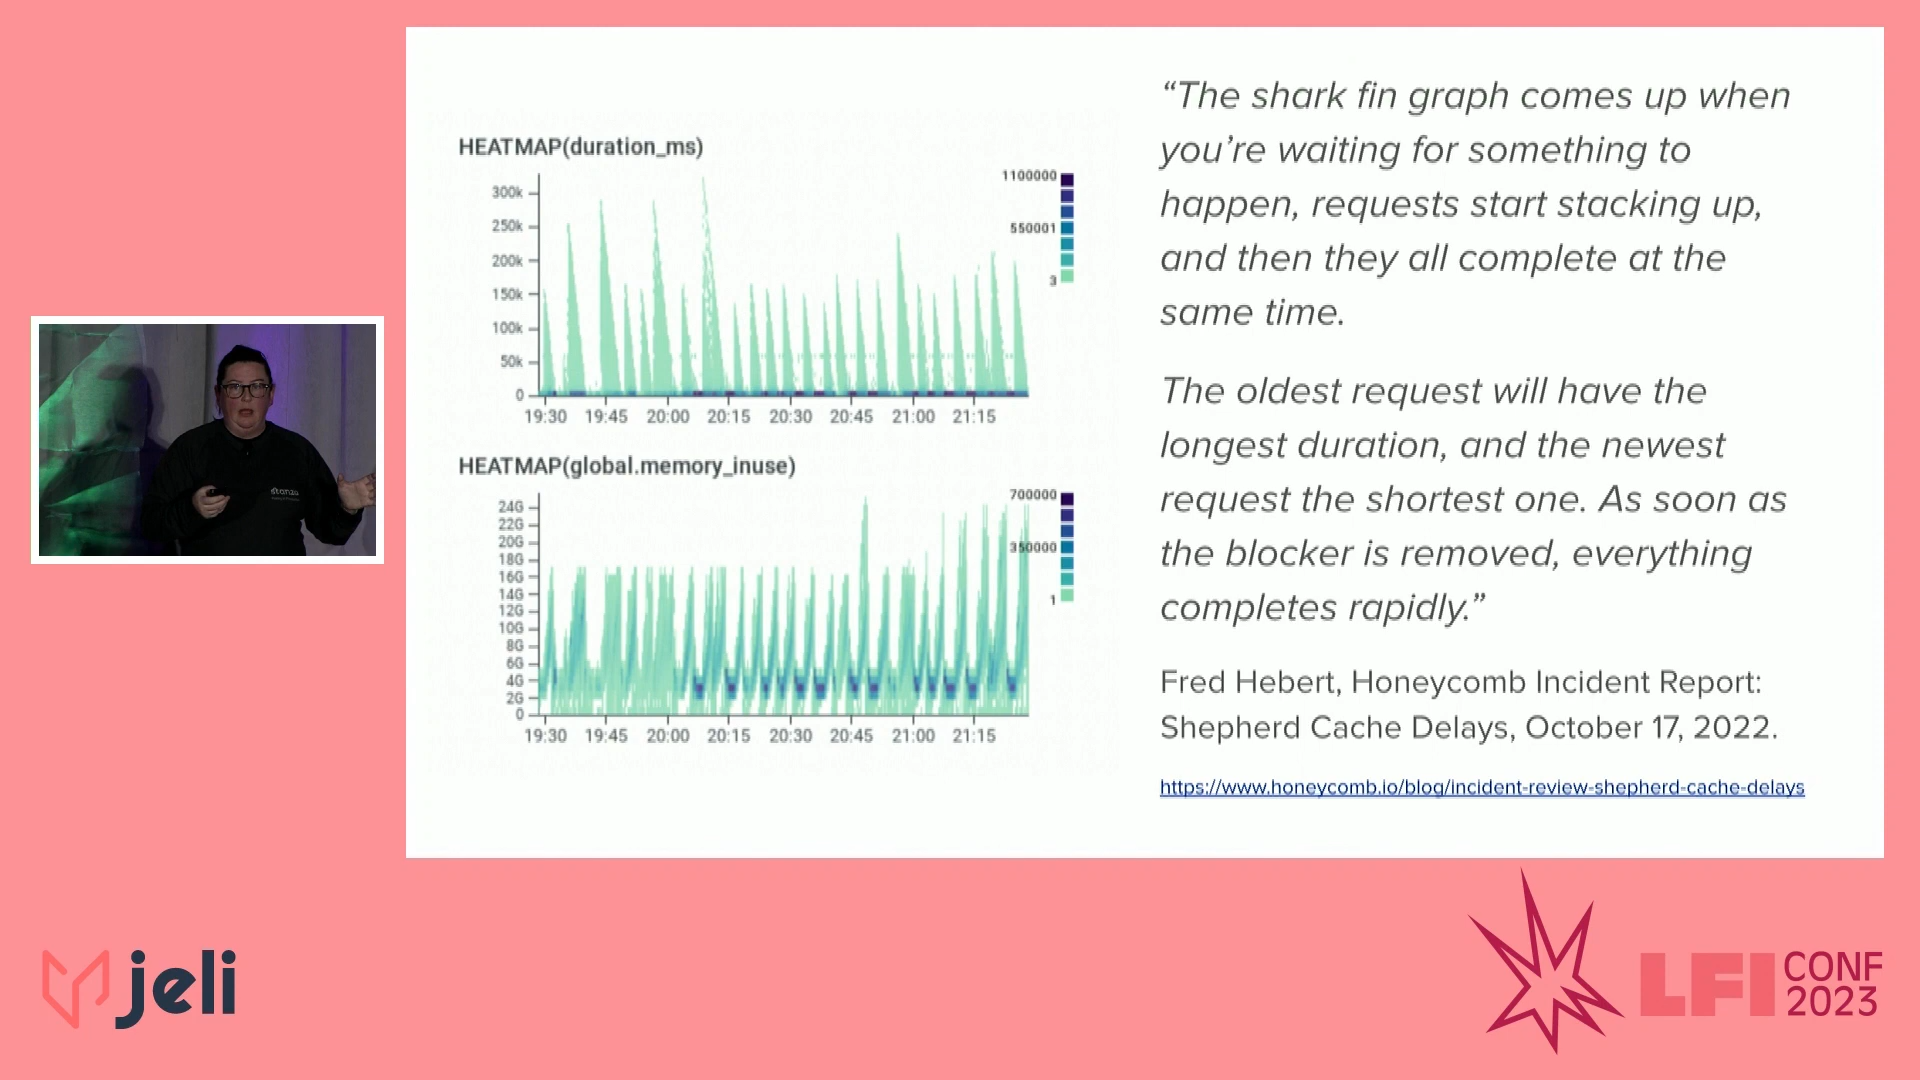 HEATMAP(duration_ms)
1100000
550001
3
300k
250k
200k
150k
100k
50k
0
19:30 19:45 20:00 20:15 20:30 20:45 21:00 21:15
HEATMAP(global.memory_inuse)
700000
350000
1
24G
22G
20G
18G
16G
14G
12G
10G
8G
6G
4G
2G
0
19:30 19:45 20:00 20:15 20:30 20:45 21:00 21:15
“The shark fin graph comes up when
you’re waiting for something to
happen, requests start stacking up,
and then they all complete at the
same time.
The oldest request will have the
longest duration, and the newest
request the shortest one. As soon as
the blocker is removed, everything
completes rapidly.”
Fred Hebert, Honeycomb Incident Report:
Shepherd Cache Delays, October 17, 2022.
https://www.honeycomb.io/blog/incident-review-shepherd-cache-delays
stanza
jeli
LFI CONF
2023